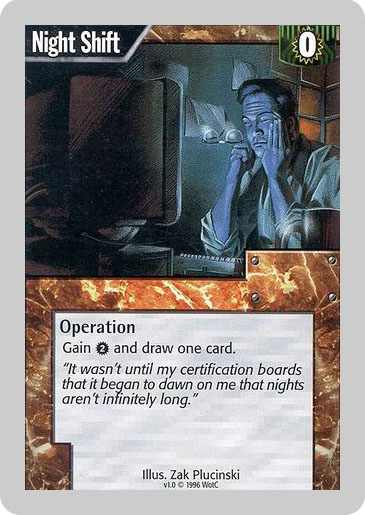 Night Shift
0
Operation
Gain 2 and draw one card.
“It wasn’t until my certification boards
that it began to dawn on me that nights
aren’t infinitely long.”
Illus. Zak Plucinski
v1.0 © 1996 WotC